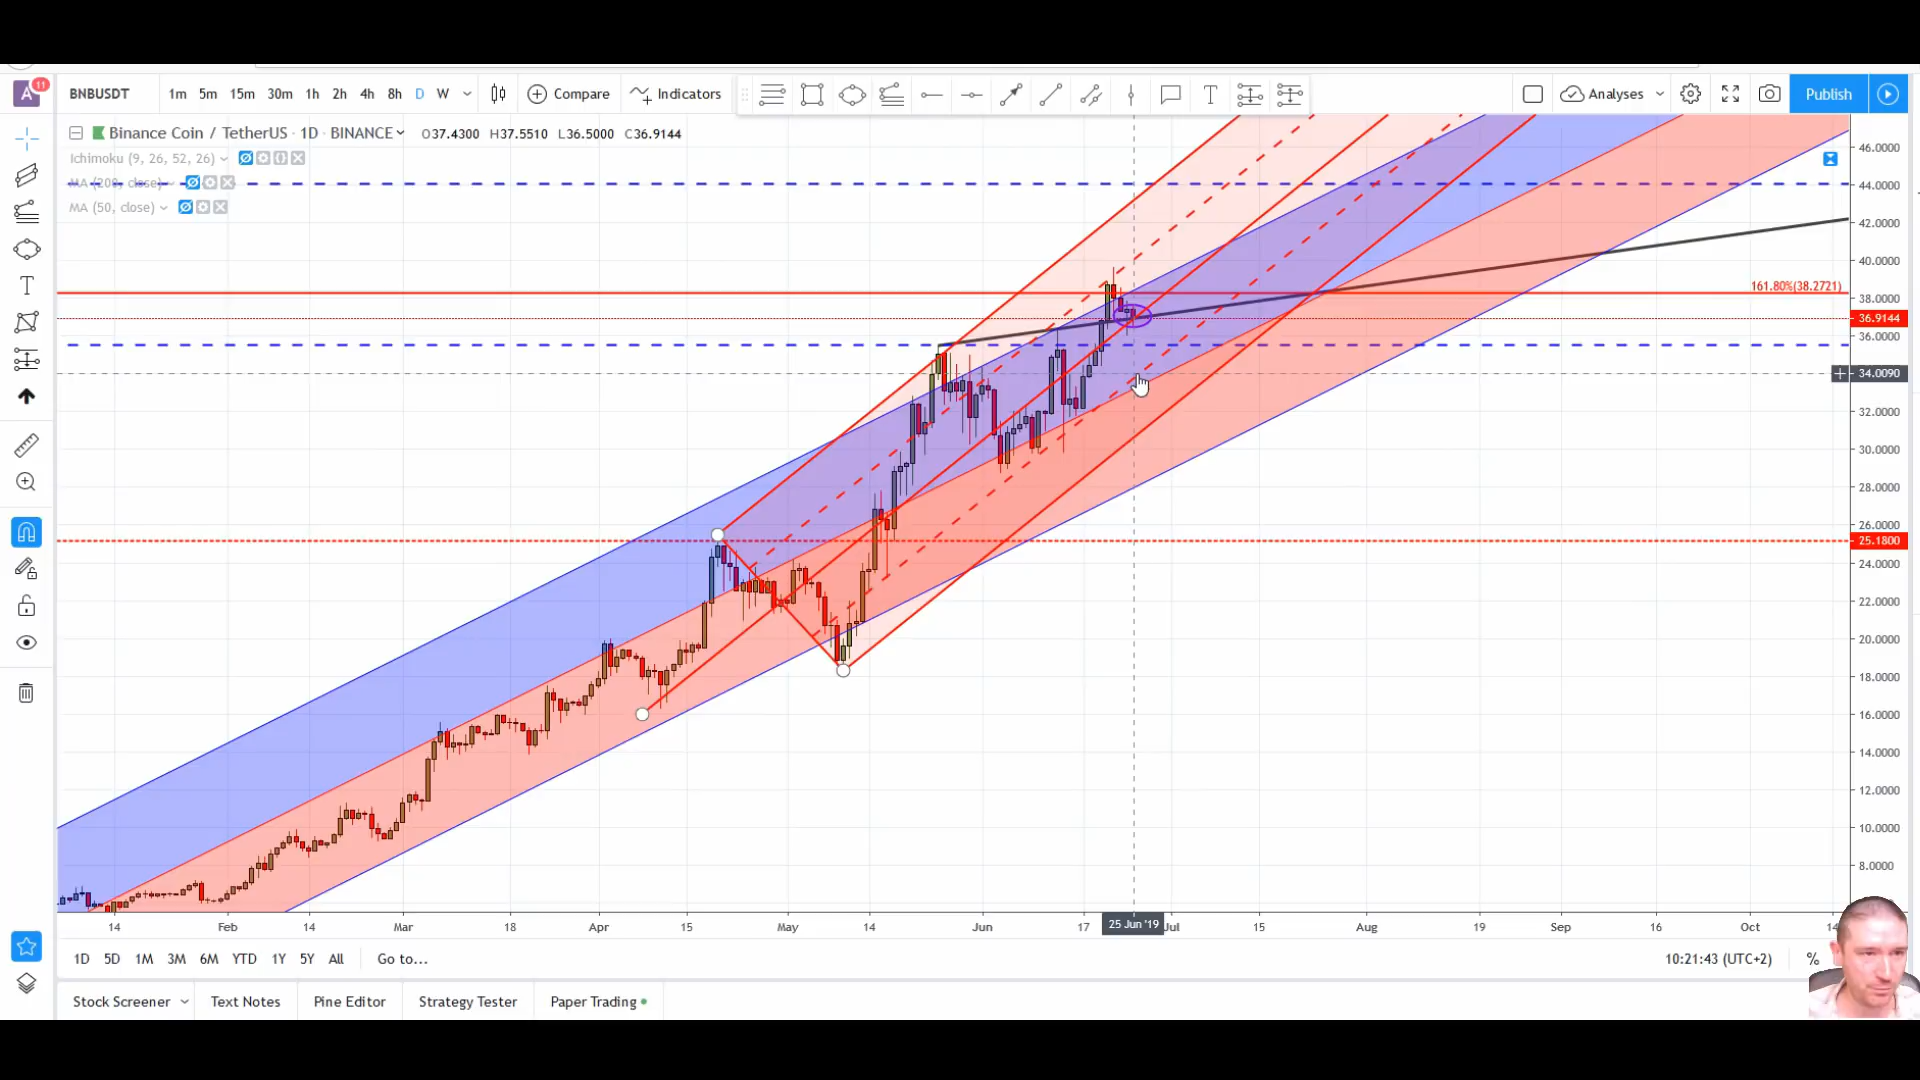 A 11 BNBUSDT 1m 5m 15m 30m 1h 2h 4h 8h D W Compare Indicators T Analyses Publish
Binance Coin / TetherUS · 1D · BINANCE O37.4300 H37.5510 L36.5000 C36.9144
Ichimoku (9, 26, 52, 26)
MA (200, close)
MA (50, close)
46.0000
44.0000
42.0000
40.0000
161.80%(38.2721)
38.0000
36.9144
36.0000
34.0090
32.0000
30.0000
28.0000
26.0000
25.1800
24.0000
22.0000
20.0000
18.0000
16.0000
14.0000
12.0000
10.0000
8.0000
14 Feb 14 Mar 18 Apr 15 May 14 Jun 17 25 Jun '19 Jul 15 Aug 19 Sep 16 Oct 14
1D 5D 1M 3M 6M YTD 1Y 5Y All Go to... 10:21:43 (UTC+2) %
Stock Screener Text Notes Pine Editor Strategy Tester Paper Trading